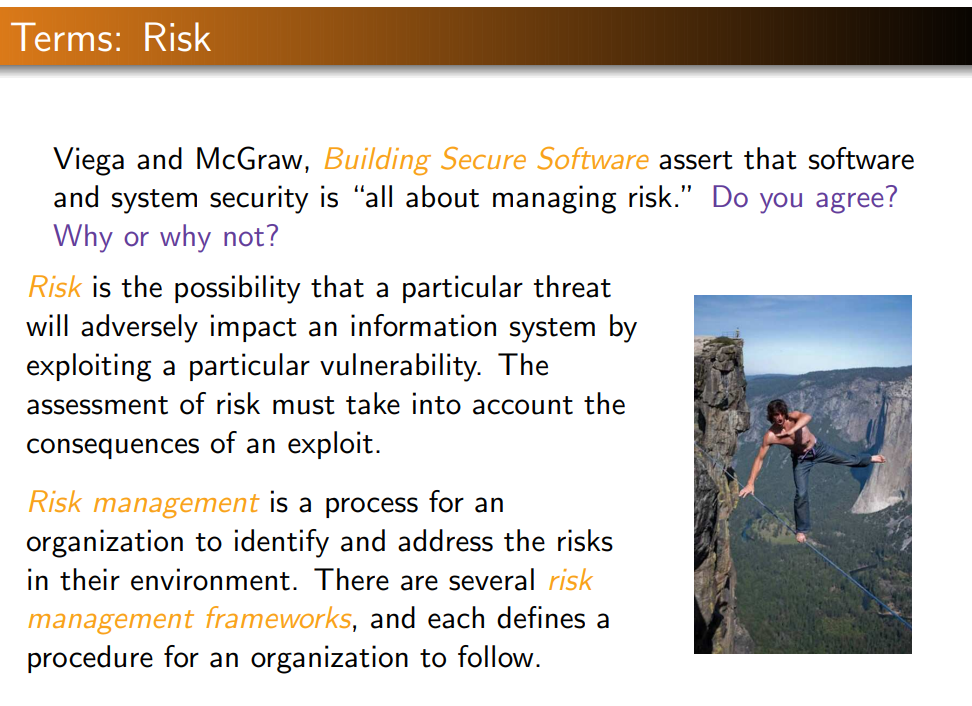 Terms: Risk
Viega and McGraw, Building Secure Software assert that software
and system security is “all about managing risk.” Do you agree?
Why or why not?
Risk is the possibility that a particular threat
will adversely impact an information system by
exploiting a particular vulnerability. The
assessment of risk must take into account the
consequences of an exploit.
Risk management is a process for an
organization to identify and address the risks
in their environment. There are several risk
management frameworks, and each defines a
procedure for an organization to follow.